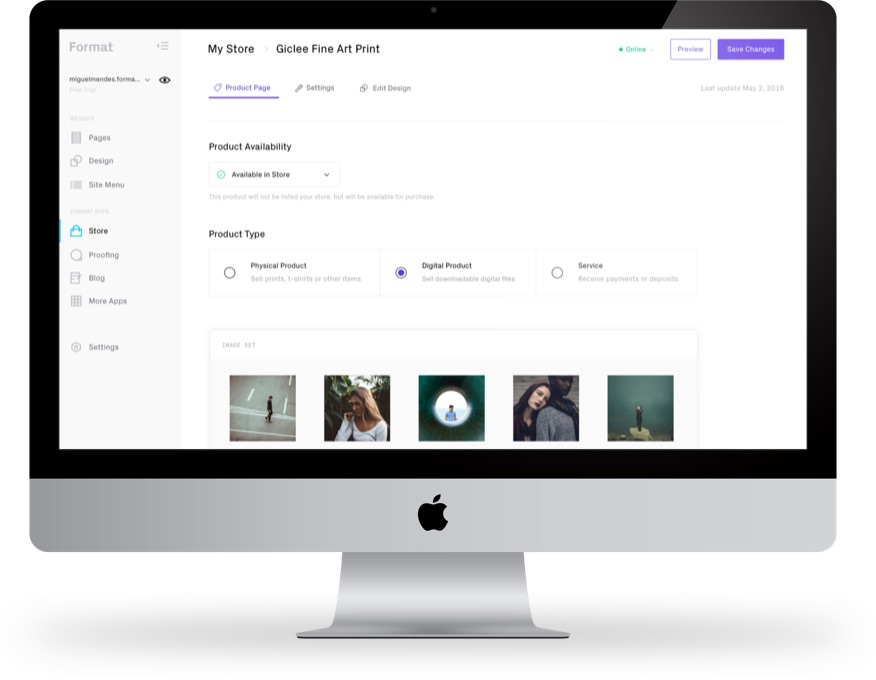 Format
My Store Giclee Fine Art Print
Online
Preview
Save Changes
miguelmendes.forma...
Free Trial
Product Page
Settings
Edit Design
Last update May 2, 2016
WEBSITE
Pages
Design
Site Menu
FORMAT APPS
Store
Proofing
Blog
More Apps
Settings
Product Availability
Available in Store
This product will not be listed your store, but will be available for purchase.
Product Type
Physical Product
Sell prints, t-shirts or other items
Digital Product
Sell downloadable digital files
Service
Receive payments or deposits
IMAGE SET